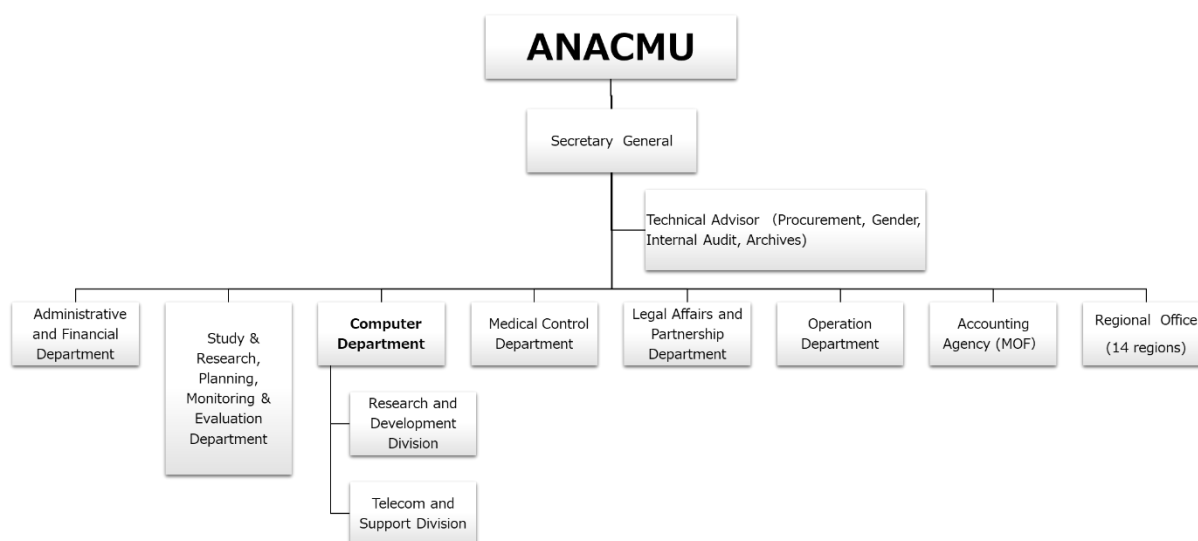 ANACMU
Secretary General
Technical Advisor (Procurement, Gender,
Internal Audit, Archives)
Administrative
and Financial
Department
Study &
Research,
Planning,
Monitoring &
Evaluation
Department
Computer
Department
Medical Control
Department
Legal Affairs and
Partnership
Department
Operation
Department
Accounting
Agency (MOF)
Regional Office
(14 regions)
Research and
Development
Division
Telecom and
Support Division